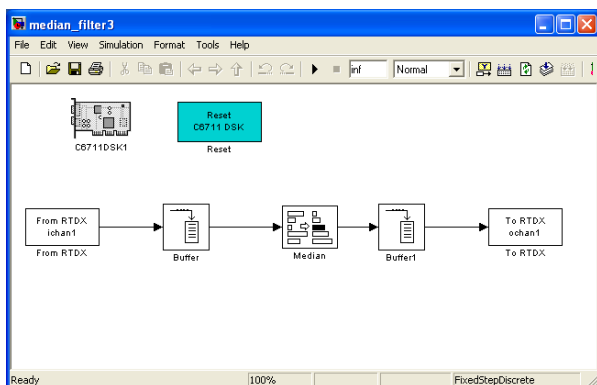 median_filter3
File Edit View Simulation Format Tools Help
inf Normal
C6711DSK1
Reset
C6711 DSK
Reset
From RTDX
ichan1
From RTDX
Buffer
Median
Buffer1
To RTDX
ochan1
To RTDX
Ready 100% FixedStepDiscrete